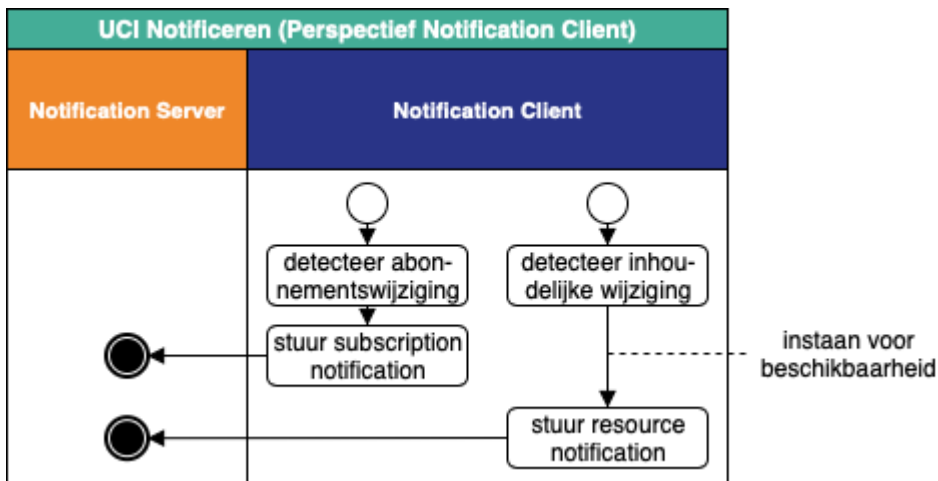 UCI Notificeren (Perspectief Notification Client)
Notification Server
Notification Client
detecteer abon-
nementswijziging
detecteer inhou-
delijke wijziging
stuur subscription
notification
instaan voor
beschikbaarheid
stuur resource
notification